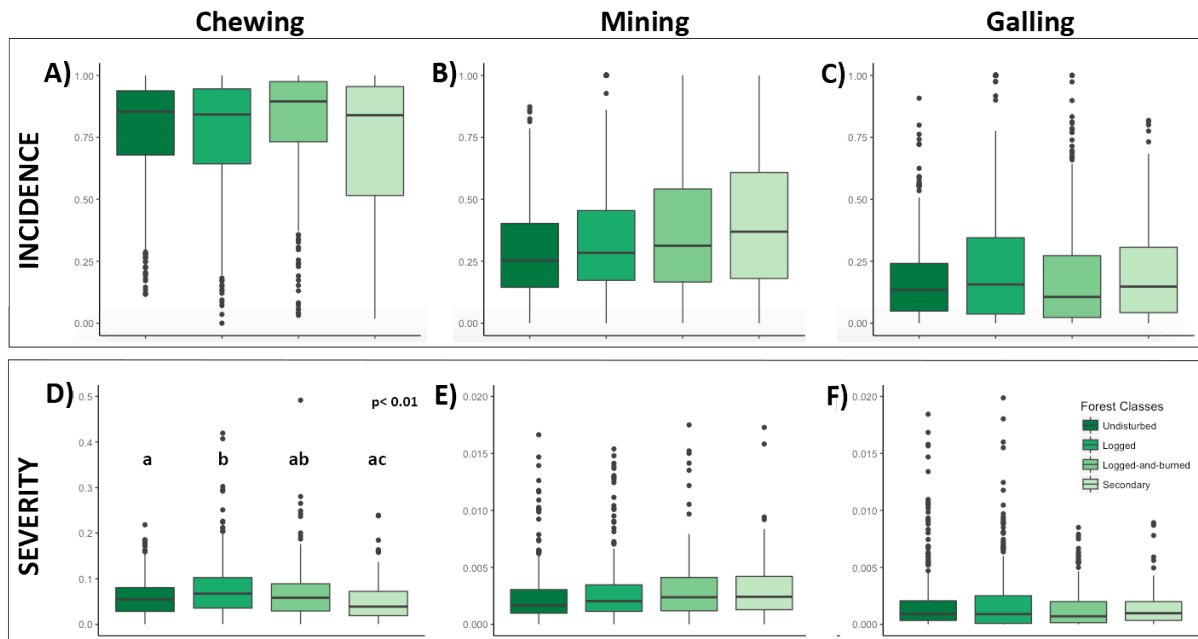 Chewing Mining Galling
INCIDENCE
A) B) C)
1.00 1.00 1.00
0.75 0.75 0.75
0.50 0.50 0.50
0.25 0.25 0.25
0.00 0.00 0.00
SEVERITY
D) E) F)
0.5 0.020 0.020
p< 0.01
0.4 0.015 0.015
a b ab ac
0.3 0.010 0.010
0.2 0.005 0.005
0.1 0.000 0.000
0.0
Forest Classes
Undisturbed
Logged
Logged-and-burned
Secondary